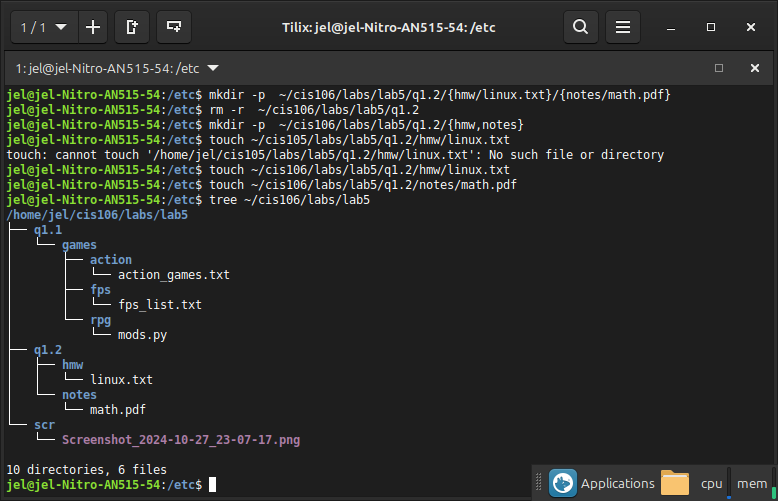 1 / 1
Tilix: jel@jel-Nitro-AN515-54: /etc
1: jel@jel-Nitro-AN515-54: /etc
jel@jel-Nitro-AN515-54:/etc$ mkdir -p  ~/cis106/labs/lab5/q1.2/{hmw/linux.txt}/{notes/math.pdf}
jel@jel-Nitro-AN515-54:/etc$ rm -r  ~/cis106/labs/lab5/q1.2
jel@jel-Nitro-AN515-54:/etc$ mkdir -p  ~/cis106/labs/lab5/q1.2/{hmw,notes}
jel@jel-Nitro-AN515-54:/etc$ touch ~/cis105/labs/lab5/q1.2/hmw/linux.txt
touch: cannot touch '/home/jel/cis105/labs/lab5/q1.2/hmw/linux.txt': No such file or directory
jel@jel-Nitro-AN515-54:/etc$ touch ~/cis106/labs/lab5/q1.2/hmw/linux.txt
jel@jel-Nitro-AN515-54:/etc$ touch ~/cis106/labs/lab5/q1.2/notes/math.pdf
jel@jel-Nitro-AN515-54:/etc$ tree ~/cis106/labs/lab5
/home/jel/cis106/labs/lab5
├── q1.1
│   └── games
│       ├── action
│       │   └── action_games.txt
│       ├── fps
│       │   └── fps_list.txt
│       └── rpg
│           └── mods.py
├── q1.2
│   ├── hmw
│   │   └── linux.txt
│   └── notes
│       └── math.pdf
└── scr
    └── Screenshot_2024-10-27_23-07-17.png
10 directories, 6 files
jel@jel-Nitro-AN515-54:/etc$
Applications cpu mem